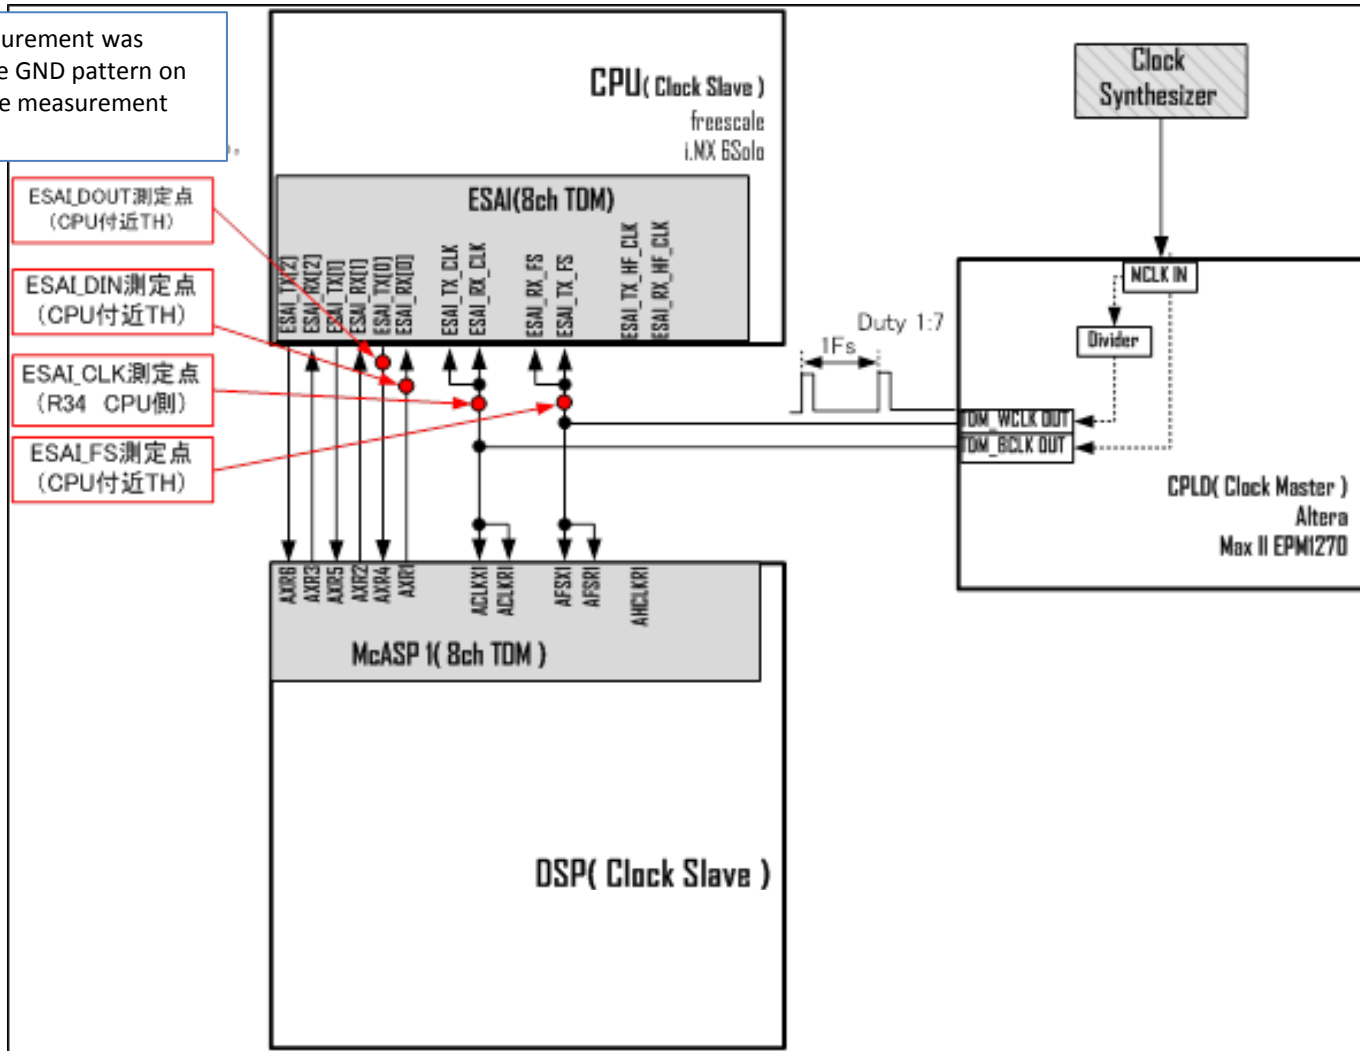 urement was
e GND pattern on
e measurement
CPU( Clock Slave )
freescale
i.MX 6Solo
Clock
Synthesizer
ESAI_DOUT測定点
(CPU付近TH)
ESAI(8ch TDM)
ESAI_TX[2]
ESAI_RX[2]
ESAI_TX[1]
ESAI_RX[1]
ESAI_TX[0]
ESAI_RX[0]
ESAI_TX_CLK
ESAI_RX_CLK
ESAI_RX_FS
ESAI_TX_FS
ESAI_TX_HF_CLK
ESAI_RX_HF_CLK
ESAI_DIN測定点
(CPU付近TH)
MCLK IN
Divider
Duty 1:7
1Fs
ESAI_CLK測定点
(R34 CPU側)
TDM_WCLK OUT
TDM_BCLK OUT
ESAI_FS測定点
(CPU付近TH)
CPLD( Clock Master )
Altera
Max II EPM1270
AXR6
AXR3
AXR5
AXR2
AXR4
AXR1
ACLKX1
ACLKR1
AFSX1
AFSR1
AHCLKR1
McASP 1( 8ch TDM )
DSP( Clock Slave )